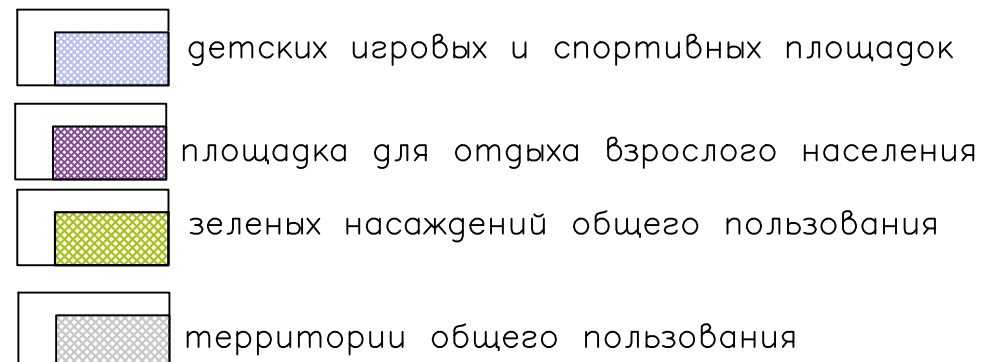 детских игровых и спортивных площадок
площадка для отдыха взрослого населения
зеленых насаждений общего пользования
территории общего пользования